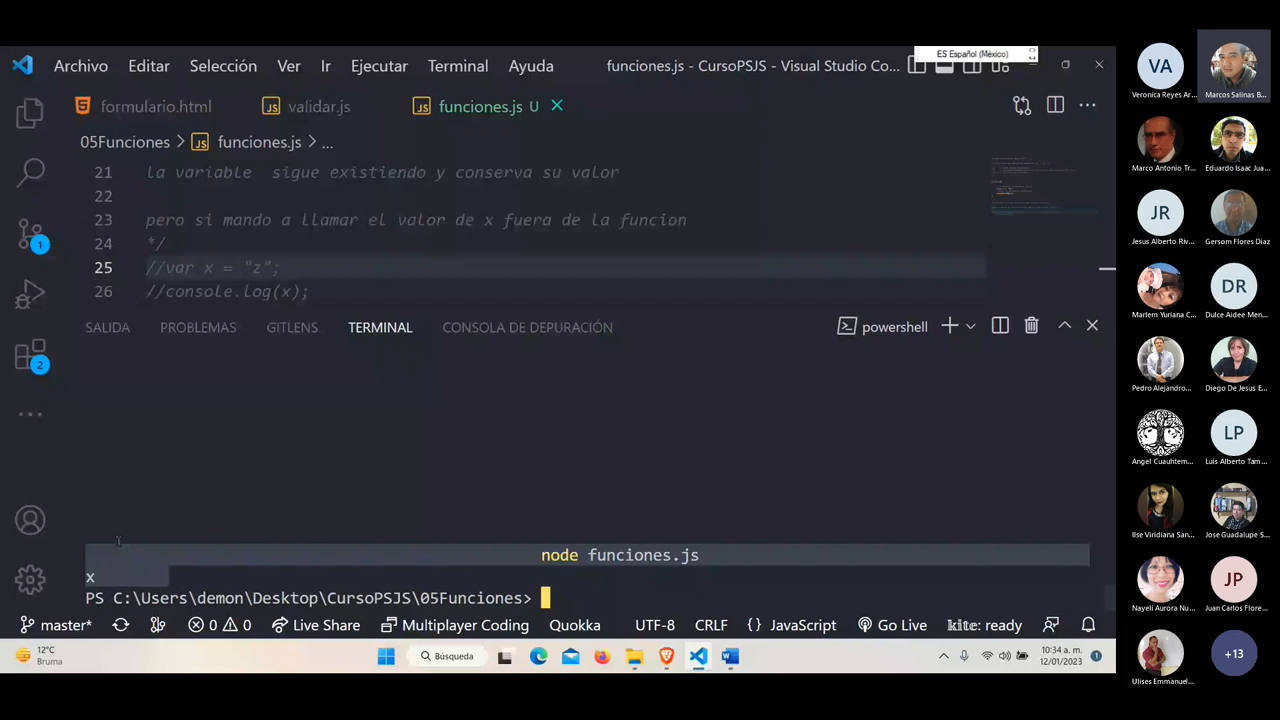 ES Español (México)
Archivo Editar Selección Ver Ir Ejecutar Terminal Ayuda funciones.js - CursoPSJS - Visual Studio Co...
formulario.html JS validar.js JS funciones.js U
05Funciones > JS funciones.js > ...
21 la variable sigue existiendo y conserva su valor
22
23 pero si mando a llamar el valor de x fuera de la funcion
24 */
25 //var x = "z";
26 //console.log(x);
SALIDA PROBLEMAS GITLENS TERMINAL CONSOLA DE DEPURACIÓN powershell
node funciones.js
x
PS C:\Users\demon\Desktop\CursoPSJS\05Funciones>
1
2
master* 0 0 Live Share Multiplayer Coding Quokka UTF-8 CRLF {} JavaScript Go Live kite: ready
12°C
Bruma
Búsqueda
10:34 a. m.
12/01/2023
1
VA
Veronica Reyes Ar...
Marcos Salinas B...
Marco Antonio Tr...
Eduardo Isaac Jua...
JR
Jesus Alberto Riv...
Gersom Flores Diaz
Marlem Yuriana C...
DR
Dulce Aidee Men...
Pedro Alejandro...
Diego De Jesus E...
Angel Cuauhtem...
LP
Luis Alberto Tam...
Ilse Viridiana San...
Jose Guadalupe S...
Nayeli Aurora Nu...
JP
Juan Carlos Flore...
Ulises Emmanuel...
+13